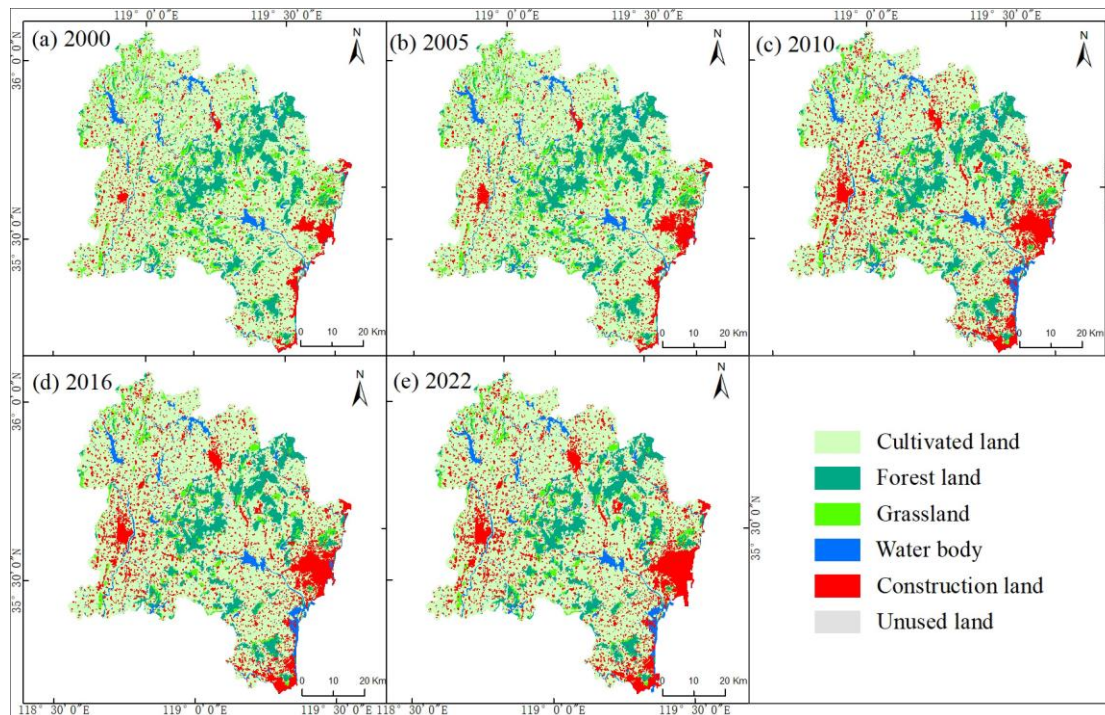 119° 0′0″E 119° 30′0″E 119° 0′0″E 119° 30′0″E 119° 0′0″E 119° 30′0″E
(a) 2000
N
36° 0′0″N
35° 30′0″N
0 10 20 Km
(b) 2005
N
0 10 20 Km
(c) 2010
N
36° 0′0″N
35° 30′0″N
0 10 20 Km
(d) 2016
N
36° 0′0″N
35° 30′0″N
0 10 20 Km
(e) 2022
N
0 10 20 Km
35° 30′0″N
Cultivated land
Forest land
Grassland
Water body
Construction land
Unused land
118° 30′0″E 119° 0′0″E 119° 30′0″E 119° 0′0″E 119° 30′0″E